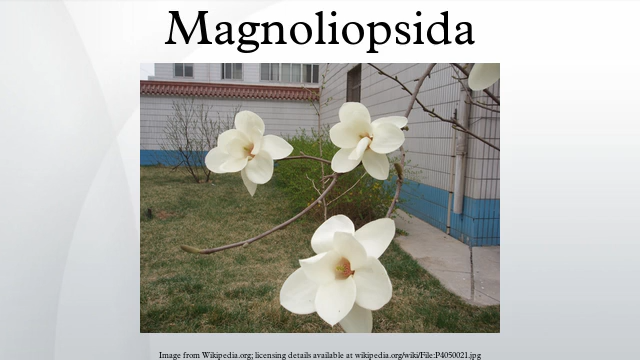 Magnoliopsida
Image from Wikipedia.org; licensing details available at wikipedia.org/wiki/File:P4050021.jpg